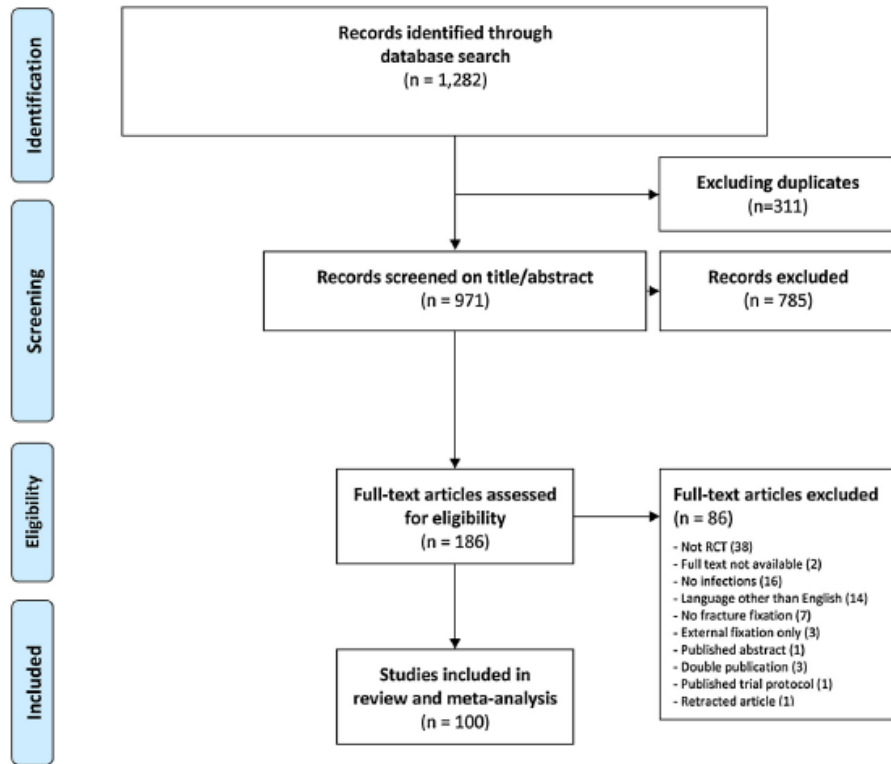 Identification
Records identified through
database search
(n = 1,282)
Excluding duplicates
(n=311)
Screening
Records screened on title/abstract
(n = 971)
Records excluded
(n = 785)
Eligibility
Full-text articles assessed
for eligibility
(n = 186)
Full-text articles excluded
(n = 86)
- Not RCT (38)
- Full text not available (2)
- No infections (16)
- Language other than English (14)
- No fracture fixation (7)
- External fixation only (3)
- Published abstract (1)
- Double publication (3)
- Published trial protocol (1)
- Retracted article (1)
Included
Studies included in
review and meta-analysis
(n = 100)